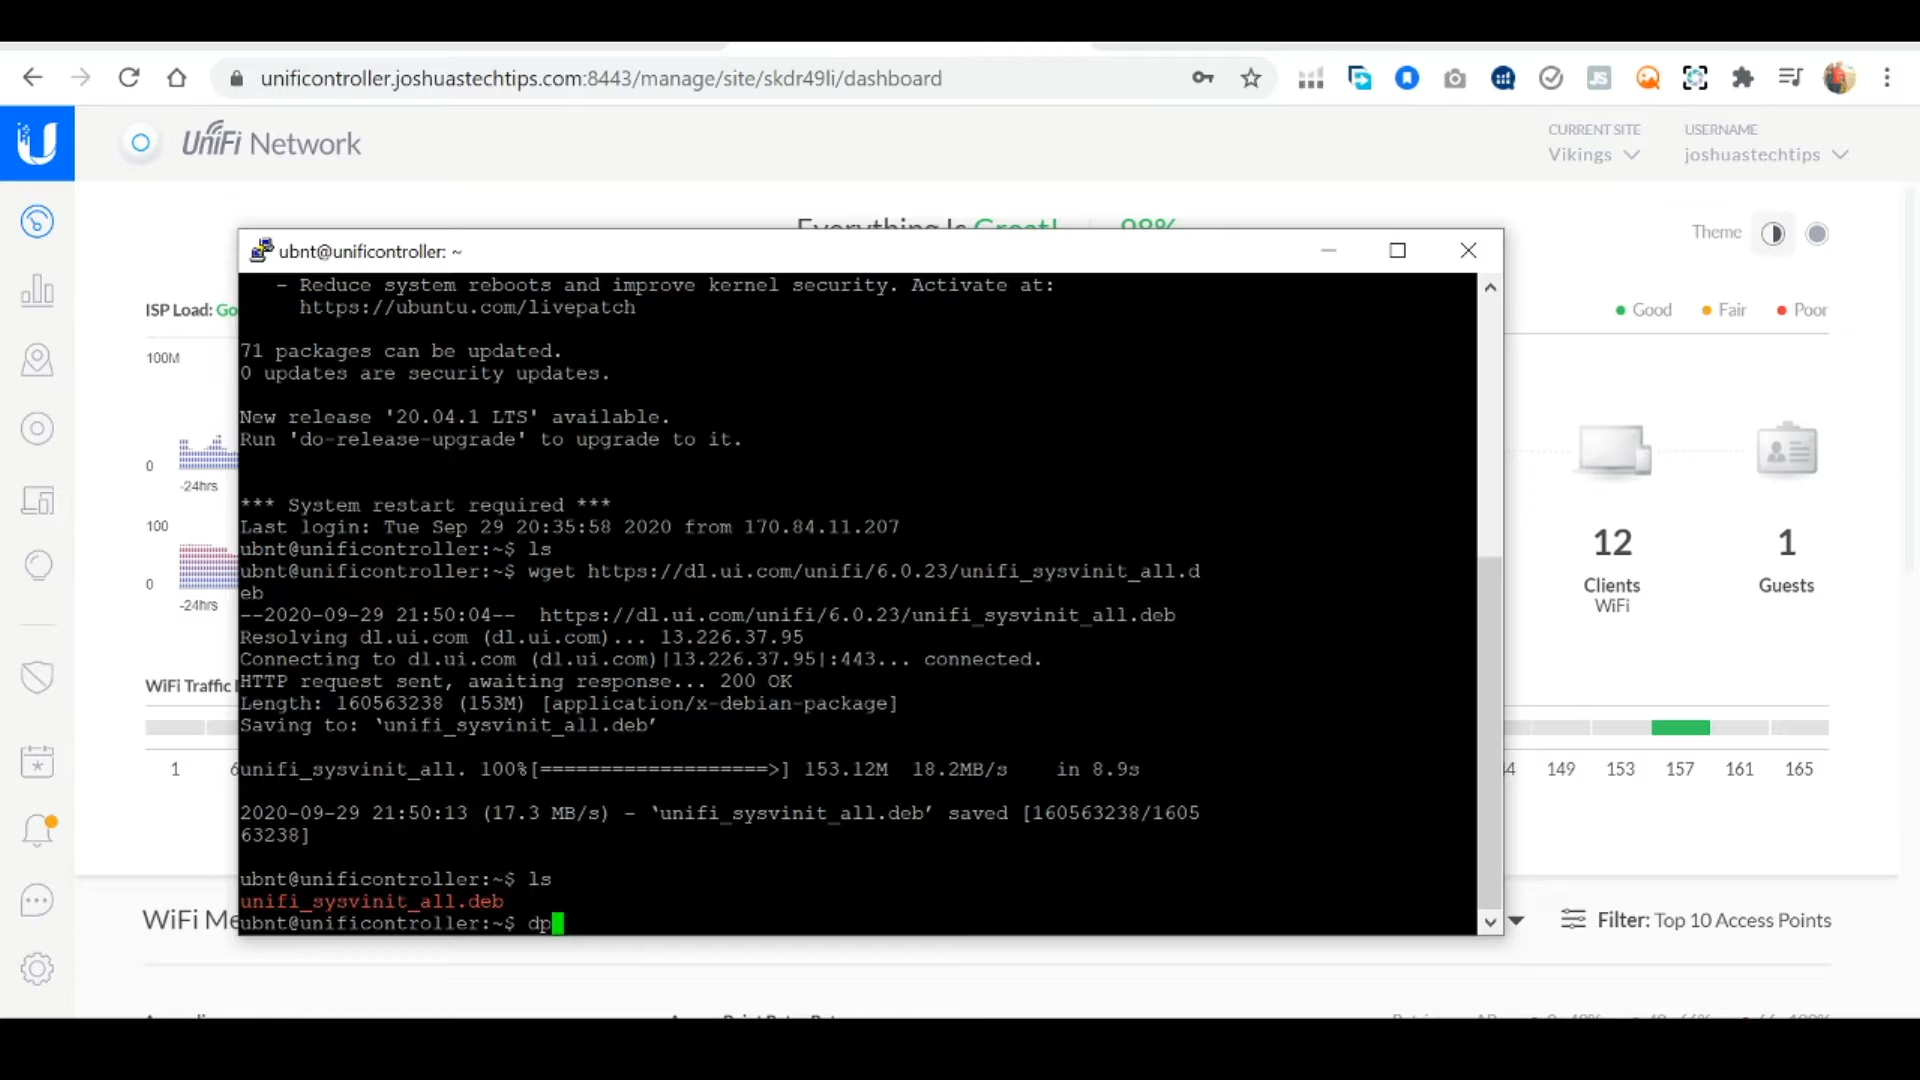 unificontroller.joshuastechtips.com:8443/manage/site/skdr49li/dashboard
UniFi Network
CURRENT SITE
Vikings
USERNAME
joshuastechtips
Everything Is Great! 98%
Theme
ubnt@unificontroller: ~
ISP Load: Go
100M
0
-24hrs
100
0
-24hrs
WiFi Traffic
1
6
WiFi Me
- Reduce system reboots and improve kernel security. Activate at:
https://ubuntu.com/livepatch
71 packages can be updated.
0 updates are security updates.
New release '20.04.1 LTS' available.
Run 'do-release-upgrade' to upgrade to it.
*** System restart required ***
Last login: Tue Sep 29 20:35:58 2020 from 170.84.11.207
ubnt@unificontroller:~$ ls
ubnt@unificontroller:~$ wget https://dl.ui.com/unifi/6.0.23/unifi_sysvinit_all.d
eb
--2020-09-29 21:50:04--  https://dl.ui.com/unifi/6.0.23/unifi_sysvinit_all.deb
Resolving dl.ui.com (dl.ui.com)... 13.226.37.95
Connecting to dl.ui.com (dl.ui.com)|13.226.37.95|:443... connected.
HTTP request sent, awaiting response... 200 OK
Length: 160563238 (153M) [application/x-debian-package]
Saving to: ‘unifi_sysvinit_all.deb’
unifi_sysvinit_all. 100%[===================>] 153.12M  18.2MB/s    in 8.9s
2020-09-29 21:50:13 (17.3 MB/s) - ‘unifi_sysvinit_all.deb’ saved [160563238/1605
63238]
ubnt@unificontroller:~$ ls
unifi_sysvinit_all.deb
ubnt@unificontroller:~$ dp
Good Fair Poor
12
Clients
WiFi
1
Guests
149 153 157 161 165
Filter: Top 10 Access Points